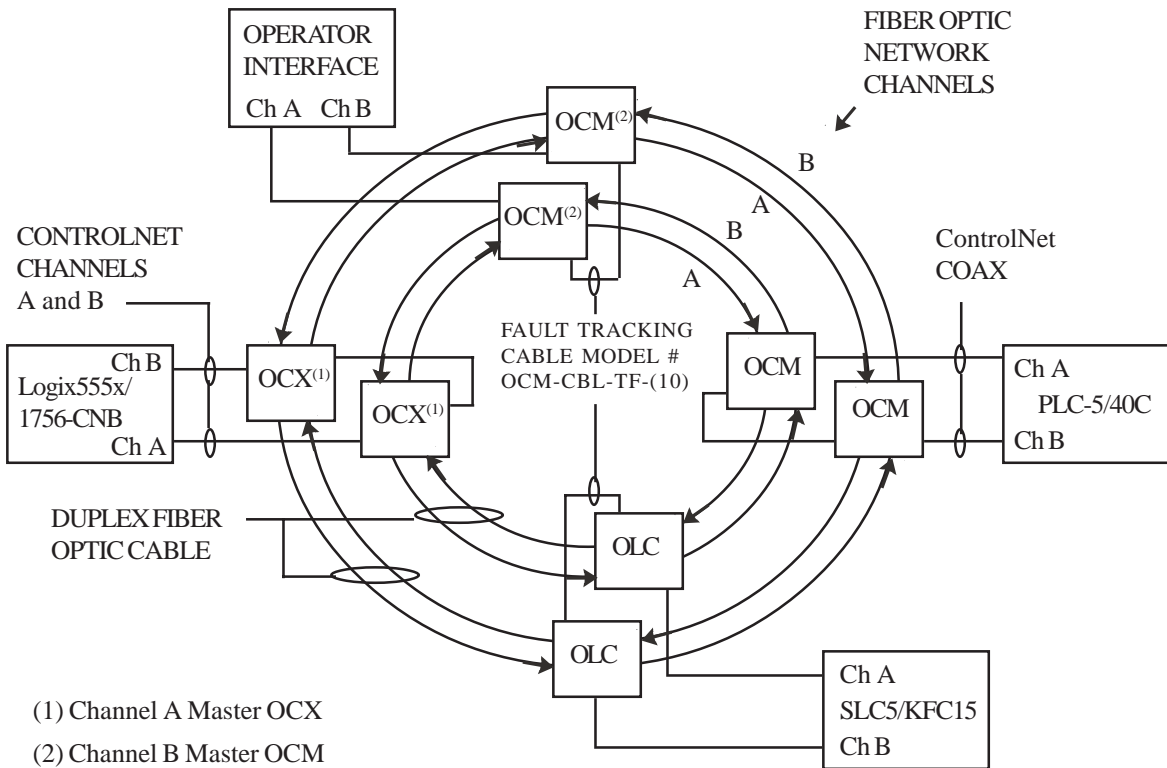 OPERATOR
INTERFACE
Ch A Ch B
FIBER OPTIC
NETWORK
CHANNELS
OCM(2)
B
A
OCM(2)
B
A
CONTROLNET
CHANNELS
A and B
ControlNet
COAX
FAULT TRACKING
CABLE MODEL #
OCM-CBL-TF-(10)
Ch B
Logix555x/
1756-CNB
Ch A
OCX(1)
OCX(1)
OCM
OCM
Ch A
PLC-5/40C
Ch B
DUPLEX FIBER
OPTIC CABLE
OLC
OLC
Ch A
SLC5/KFC15
Ch B
(1) Channel A Master OCX
(2) Channel B Master OCM